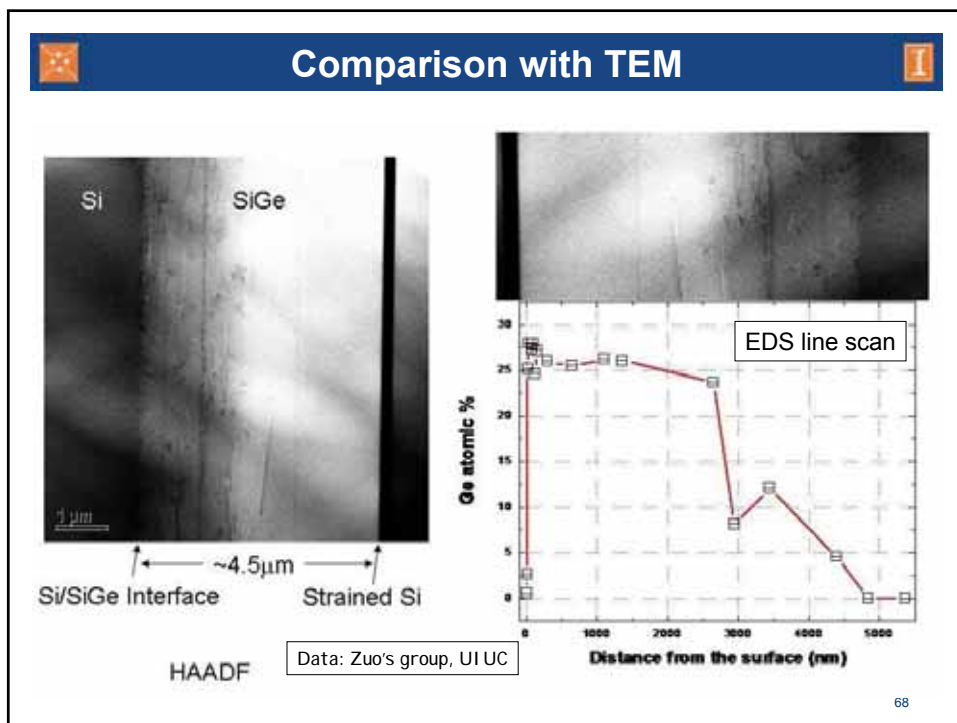 Comparison with TEM
Si
SiGe
1 μm
~4.5μm
Si/SiGe Interface
Strained Si
HAADF
Data: Zuo's group, UIUC
EDS line scan
Ge atomic %
30
25
20
15
10
5
0
0 1000 2000 3000 4000 5000
Distance from the surface (nm)
68